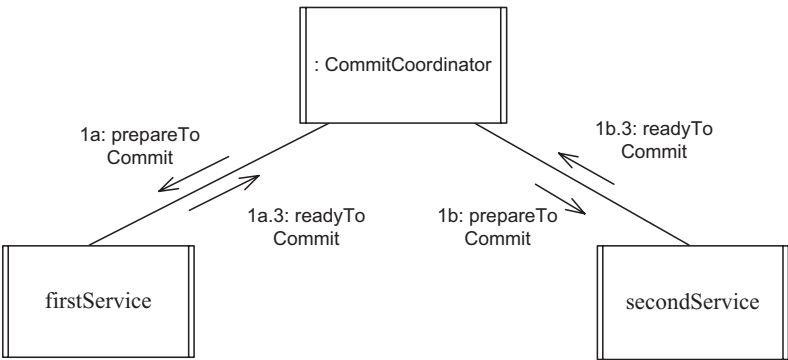 : CommitCoordinator
1a: prepareTo
Commit
1b.3: readyTo
Commit
1a.3: readyTo
Commit
1b: prepareTo
Commit
firstService
secondService